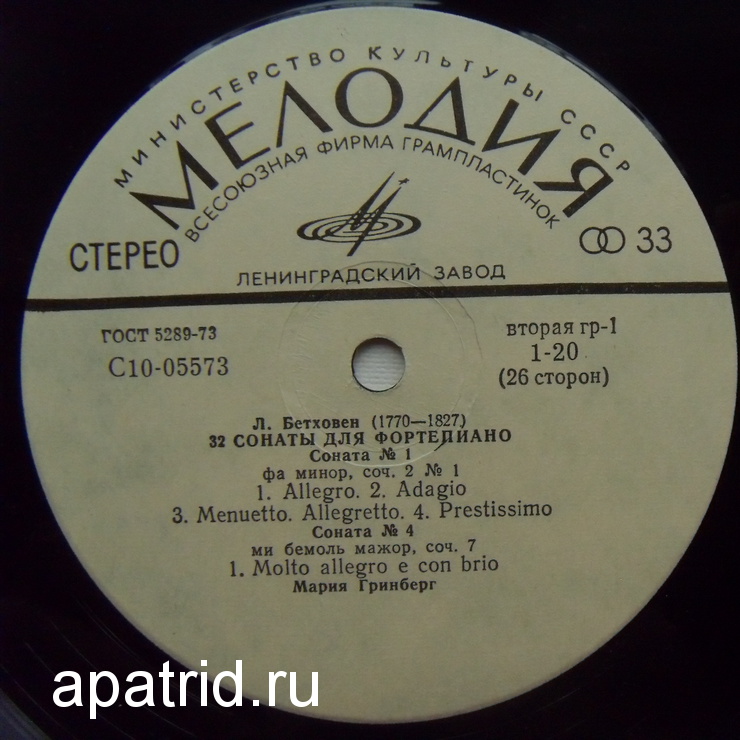 МИНИСТЕРСТВО КУЛЬТУРЫ СССР
МЕЛОДИЯ
ВСЕСОЮЗНАЯ ФИРМА ГРАМПЛАСТИНОК
СТЕРЕО
33
ЛЕНИНГРАДСКИЙ ЗАВОД
ГОСТ 5289-73
С10-05573
вторая гр-1
1-20
(26 сторон)
Л. Бетховен (1770—1827)
32 СОНАТЫ ДЛЯ ФОРТЕПИАНО
Соната № 1
фа минор, соч. 2 № 1
1. Allegro. 2. Adagio
3. Menuetto. Allegretto. 4. Prestissimo
Соната № 4
ми бемоль мажор, соч. 7
1. Molto allegro e con brio
Мария Гринберг
apatrid.ru